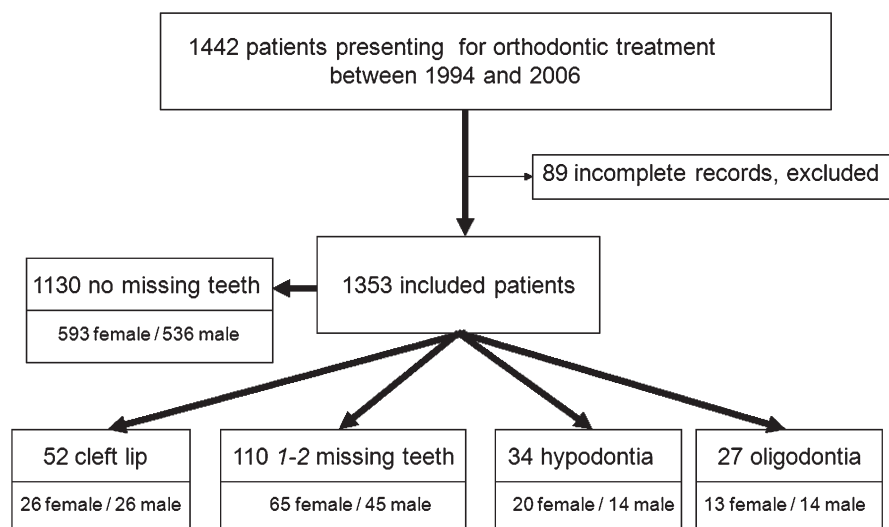 1442 patients presenting for orthodontic treatment
between 1994 and 2006
89 incomplete records, excluded
1353 included patients
1130 no missing teeth
593 female / 536 male
52 cleft lip
26 female / 26 male
110 1-2 missing teeth
65 female / 45 male
34 hypodontia
20 female / 14 male
27 oligodontia
13 female / 14 male